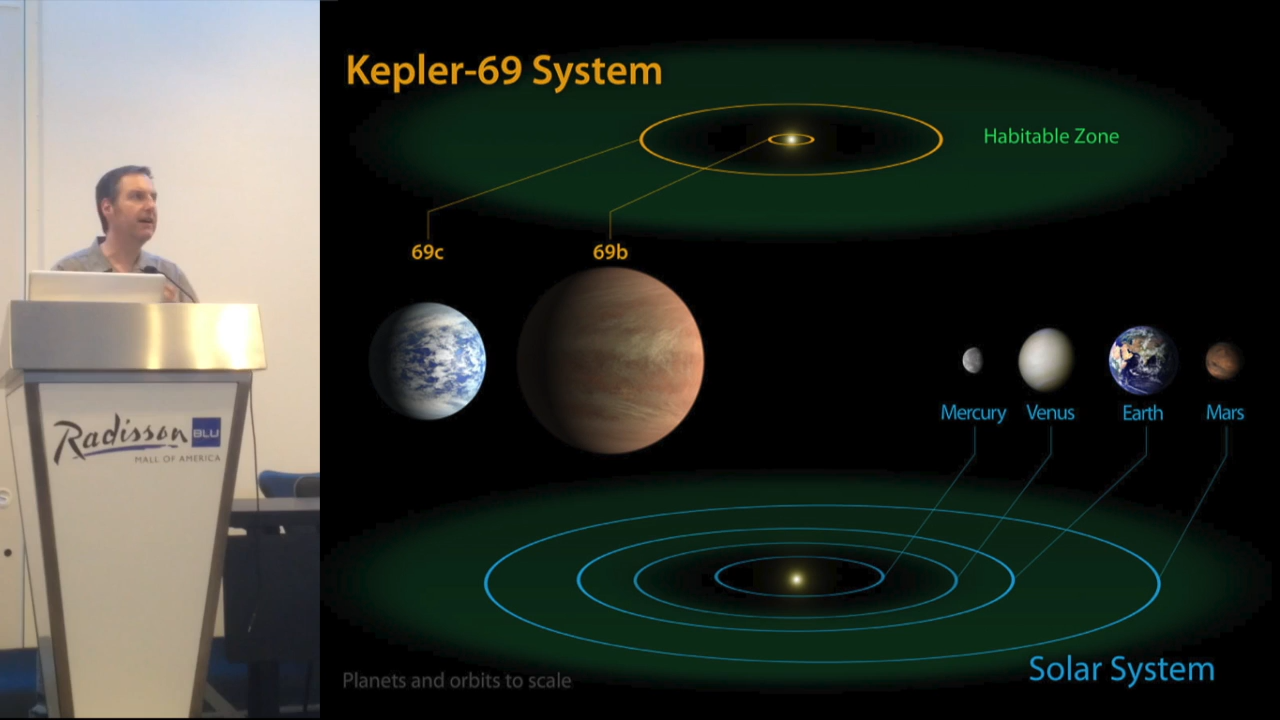 Kepler-69 System
Habitable Zone
69c
69b
Mercury
Venus
Earth
Mars
Solar System
Planets and orbits to scale
Radisson BLU
MALL OF AMERICA